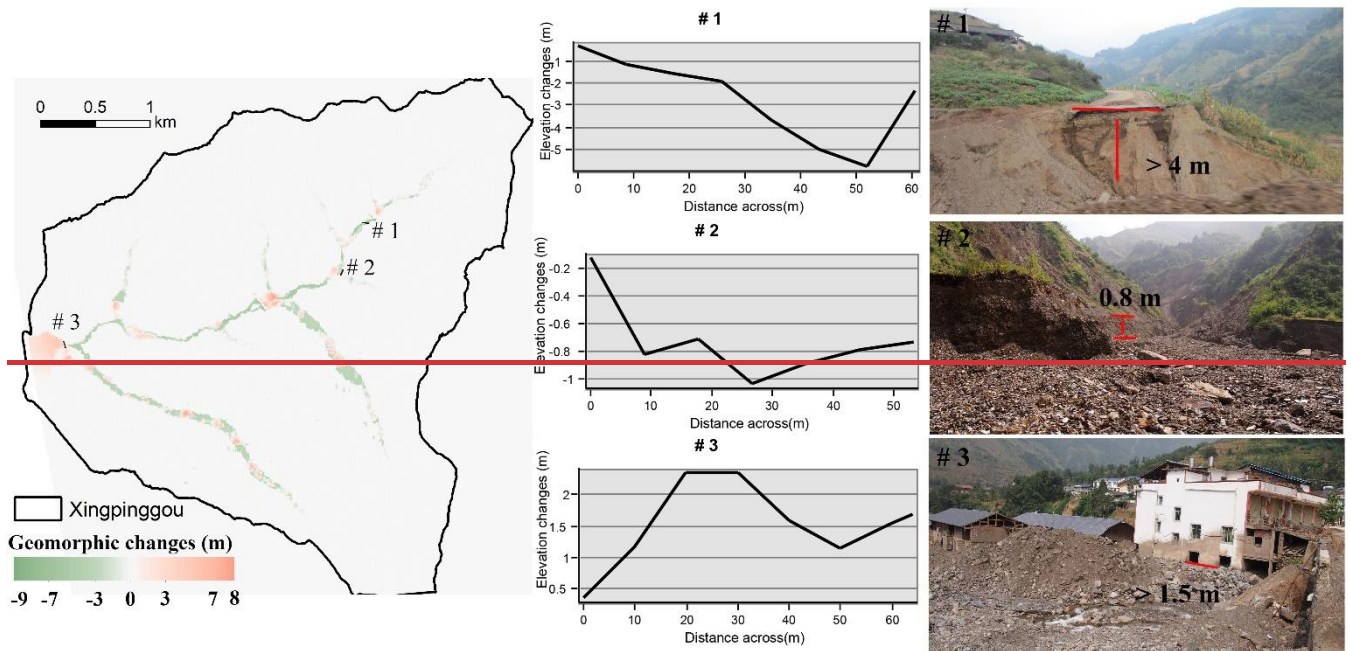 0 0.5 1
km
# 1
# 2
# 3
Xingpinggou
Geomorphic changes (m)
-9 -7 -3 0 3 7 8
# 1
Elevation changes (m)
-1
-2
-3
-4
-5
0 10 20 30 40 50 60
Distance across(m)
# 2
Elevation changes (m)
-0.2
-0.4
-0.6
-0.8
-1
0 10 20 30 40 50
Distance across(m)
# 3
Elevation changes (m)
2
1.5
1
0.5
0 10 20 30 40 50 60
Distance across(m)
# 1
> 4 m
# 2
0.8 m
# 3
> 1.5 m